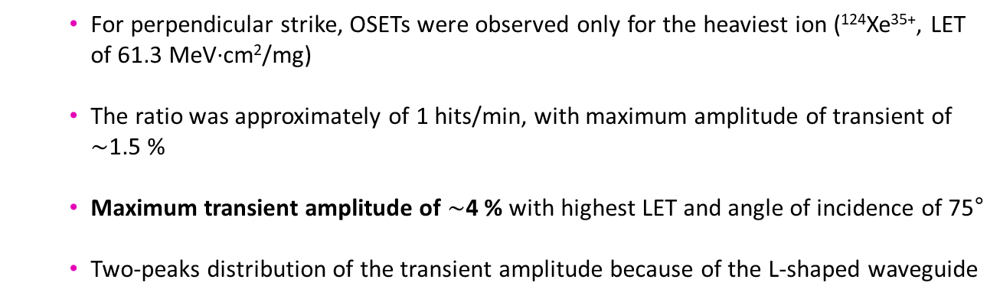 • For perpendicular strike, OSETs were observed only for the heaviest ion (¹²⁴Xe³⁵⁺, LET
of 61.3 MeV·cm²/mg)
• The ratio was approximately of 1 hits/min, with maximum amplitude of transient of
~1.5 %
• Maximum transient amplitude of ~4 % with highest LET and angle of incidence of 75°
• Two-peaks distribution of the transient amplitude because of the L-shaped waveguide